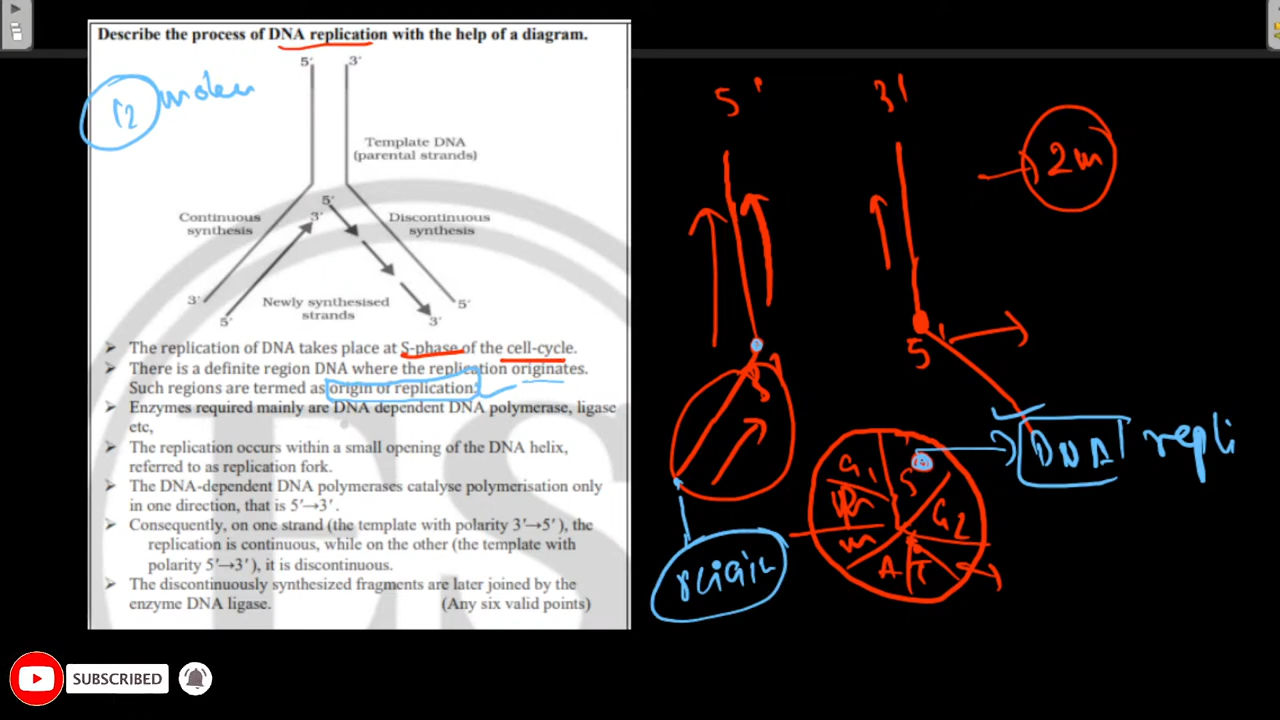 Describe the process of DNA replication with the help of a diagram.
5' 3'
Template DNA
(parental strands)
Continuous
synthesis
5'
3'
Discontinuous
synthesis
3'
5'
Newly synthesised
strands
5'
3'
➢ The replication of DNA takes place at S-phase of the cell-cycle.
➢ There is a definite region DNA where the replication originates.
Such regions are termed as origin of replication.
➢ Enzymes required mainly are DNA dependent DNA polymerase, ligase
etc,
➢ The replication occurs within a small opening of the DNA helix,
referred to as replication fork.
➢ The DNA-dependent DNA polymerases catalyse polymerisation only
in one direction, that is 5'→3'.
➢ Consequently, on one strand (the template with polarity 3'→5'), the
replication is continuous, while on the other (the template with
polarity 5'→3'), it is discontinuous.
➢ The discontinuously synthesized fragments are later joined by the
enzyme DNA ligase. (Any six valid points)
5' 3'
2m
5
3
G1 S
G2
m A T
DNA repli
SUBSCRIBED